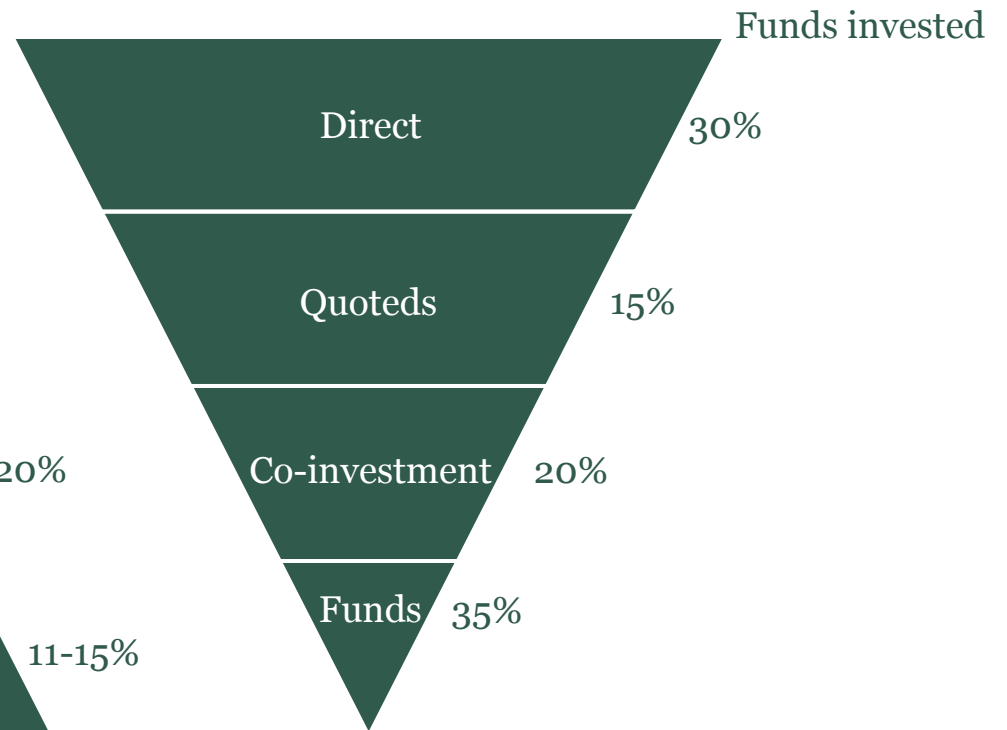 Funds invested
Direct
30%
Quoteds
15%
20%
Co-investment
20%
Funds
35%
11-15%